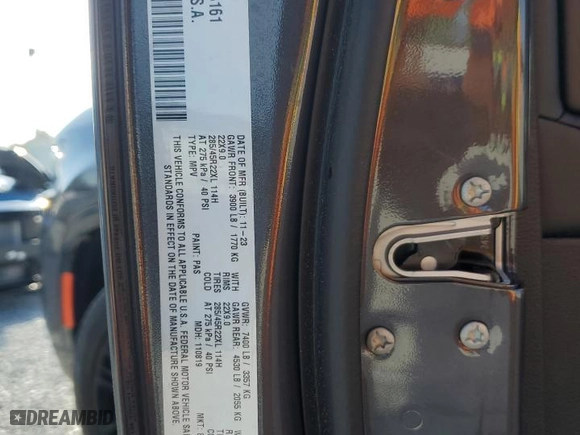 161
S.A.
DATE OF MFR (BUILT): 11-23 GVWR: 7400 LB / 3357 KG
GAWR FRONT: 3900 LB / 1770 KG WITH GAWR REAR: 4530 LB / 2055 KG
22X9.0 RIMS 22X9.0
285/45R22XL 114H TIRES 285/45R22XL 114H
AT 275 kPa / 40 PSI COLD AT 275 kPa / 40 PSI
TYPE: MPV PAINT: PAS MDH: 110819 MKT:
THIS VEHICLE CONFORMS TO ALL APPLICABLE U.S.A. FEDERAL MOTOR VEHICLE
STANDARDS IN EFFECT ON THE DATE OF MANUFACTURE SHOWN ABOVE.
DREAMBID